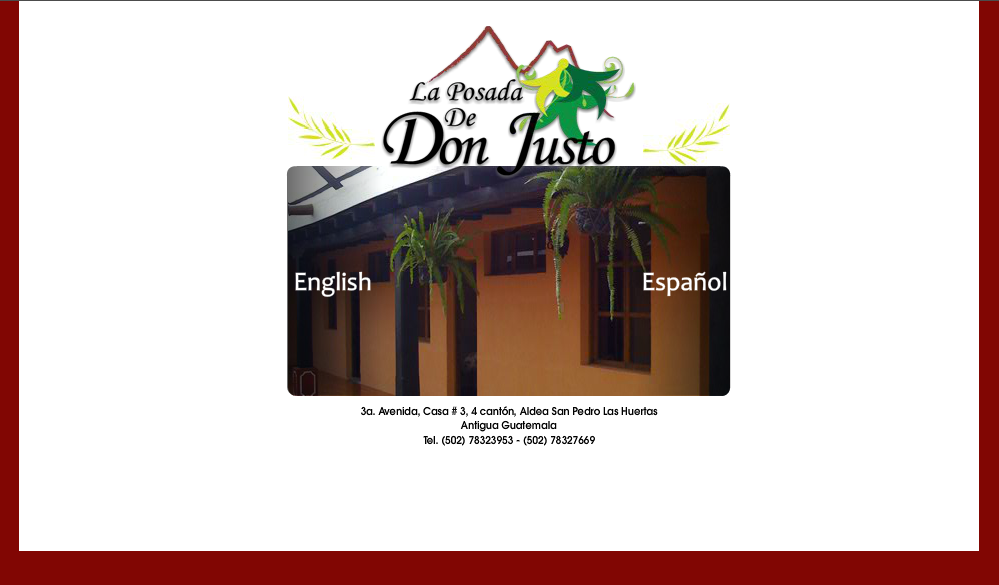 La Posada
De
Don Justo
English
Español
3a. Avenida, Casa # 3, 4 cantón, Aldea San Pedro Las Huertas
Antigua Guatemala
Tel. (502) 78323953 - (502) 78327669